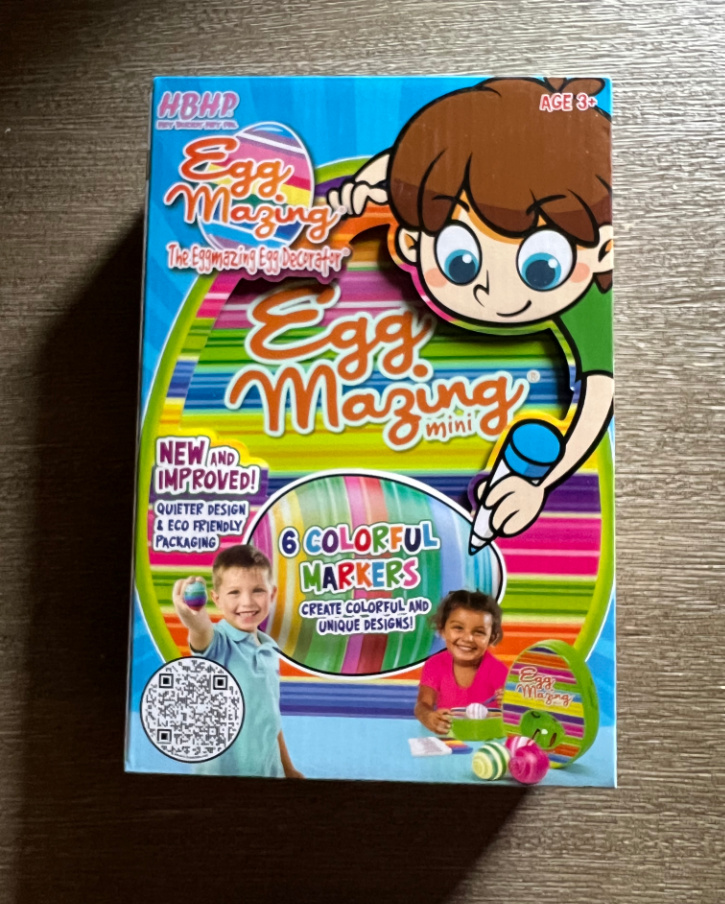 HBHP
AGE 3+
Egg
Mazing®
The Eggmazing Egg Decorator
Egg
Mazing®
mini
NEW AND
IMPROVED!
QUIETER DESIGN
& ECO FRIENDLY
PACKAGING
6 COLORFUL
MARKERS
CREATE COLORFUL AND
UNIQUE DESIGNS!
Egg
Mazing